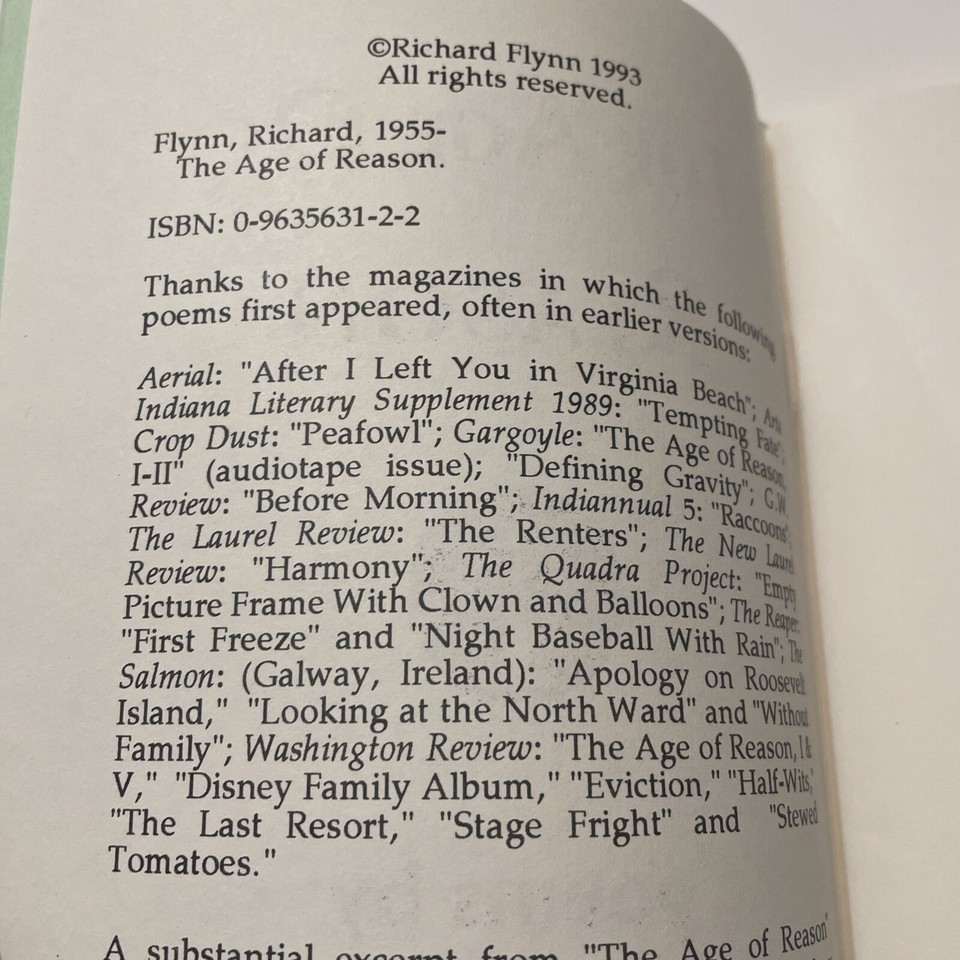 ©Richard Flynn 1993
All rights reserved.
Flynn, Richard, 1955-
The Age of Reason.
ISBN: 0-9635631-2-2
Thanks to the magazines in which the following
poems first appeared, often in earlier versions:
Aerial: "After I Left You in Virginia Beach"; Arts
Indiana Literary Supplement 1989: "Tempting Fate";
Crop Dust: "Peafowl"; Gargoyle: "The Age of Reason,
I-II" (audiotape issue); "Defining Gravity"; G.W.
Review: "Before Morning"; Indiannual 5: "Raccoons";
The Laurel Review: "The Renters"; The New Laurel
Review: "Harmony"; The Quadra Project: "Empty
Picture Frame With Clown and Balloons"; The Reaper:
"First Freeze" and "Night Baseball With Rain"; The
Salmon: (Galway, Ireland): "Apology on Roosevelt
Island," "Looking at the North Ward" and "Without
Family"; Washington Review: "The Age of Reason, I &
V," "Disney Family Album," "Eviction," "Half-Wits,"
"The Last Resort," "Stage Fright" and "Stewed
Tomatoes."
A substantial excerpt from "The Age of Reason"